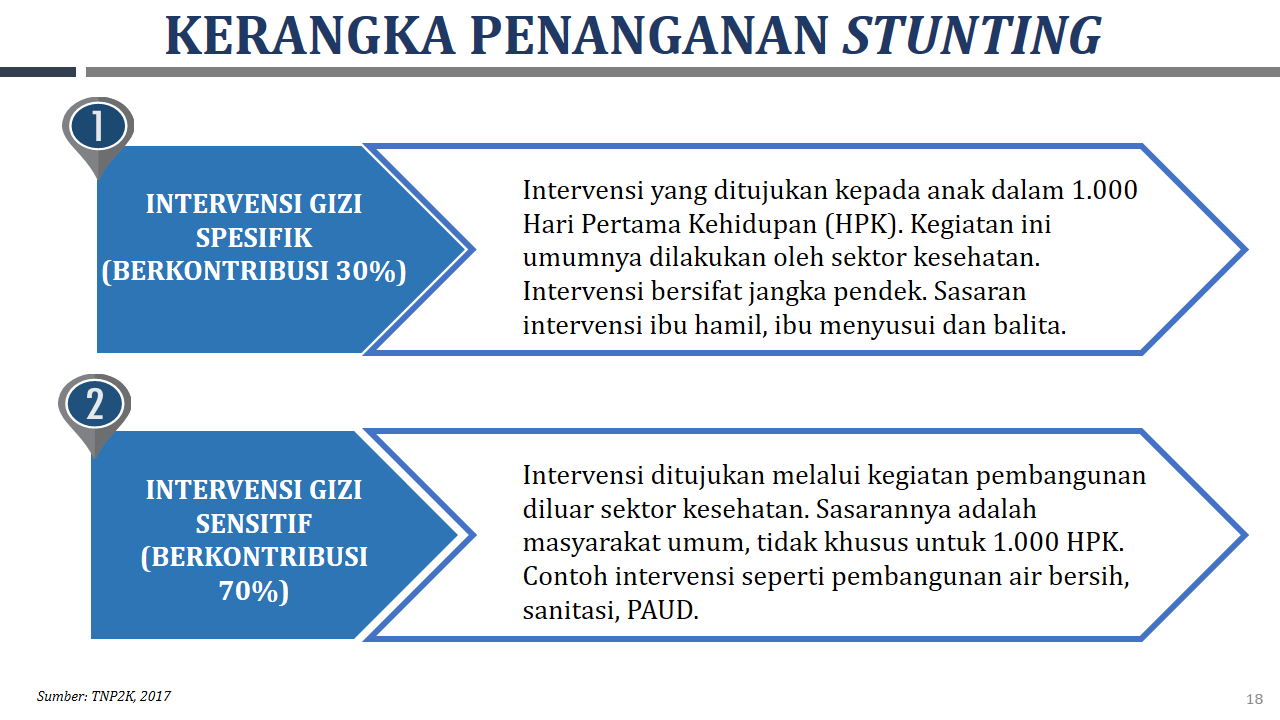 KERANGKA PENANGANAN STUNTING
1
INTERVENSI GIZI
SPESIFIK
(BERKONTRIBUSI 30%)
Intervensi yang ditujukan kepada anak dalam 1.000
Hari Pertama Kehidupan (HPK). Kegiatan ini
umumnya dilakukan oleh sektor kesehatan.
Intervensi bersifat jangka pendek. Sasaran
intervensi ibu hamil, ibu menyusui dan balita.
2
INTERVENSI GIZI
SENSITIF
(BERKONTRIBUSI
70%)
Intervensi ditujukan melalui kegiatan pembangunan
diluar sektor kesehatan. Sasarannya adalah
masyarakat umum, tidak khusus untuk 1.000 HPK.
Contoh intervensi seperti pembangunan air bersih,
sanitasi, PAUD.
Sumber: TNP2K, 2017
18